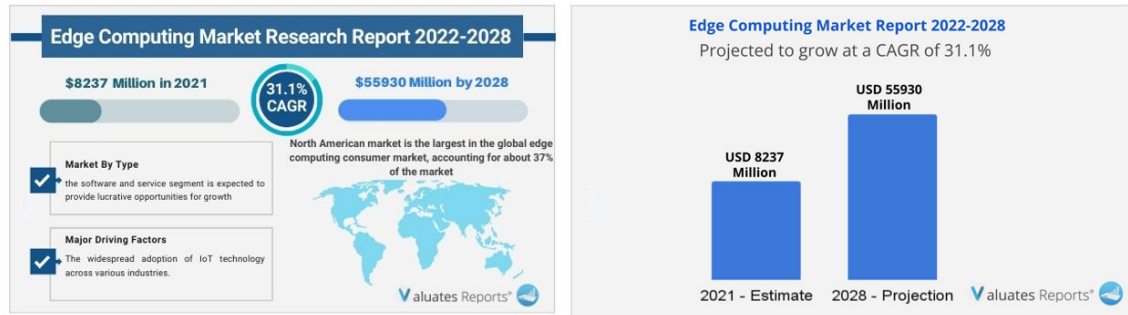 Edge Computing Market Research Report 2022-2028
$8237 Million in 2021
31.1%
CAGR
$55930 Million by 2028
North American market is the largest in the global edge
computing consumer market, accounting for about 37%
of the market
Market By Type
the software and service segment is expected to
provide lucrative opportunities for growth
Major Driving Factors
The widespread adoption of IoT technology
across various industries.
Valuates Reports®
Edge Computing Market Report 2022-2028
Projected to grow at a CAGR of 31.1%
USD 8237
Million
USD 55930
Million
2021 - Estimate
2028 - Projection
Valuates Reports®